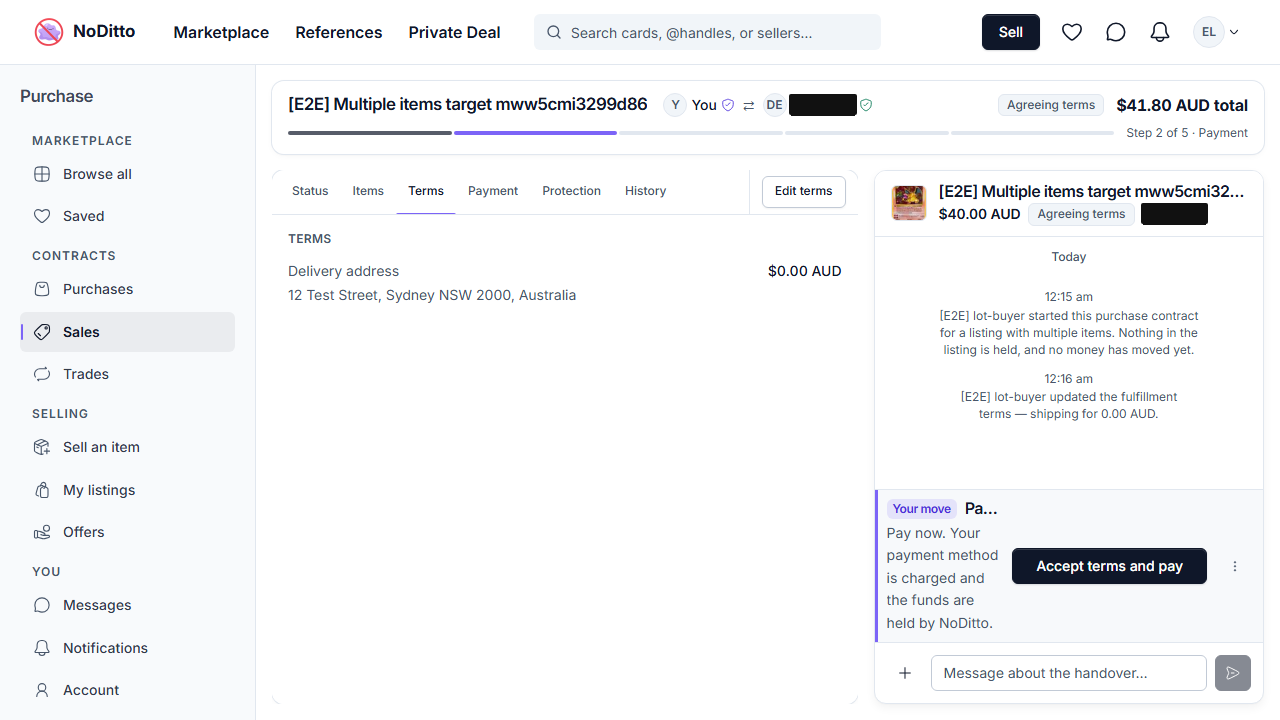 NoDitto
Marketplace
References
Private Deal
Search cards, @handles, or sellers...
Sell
EL
Purchase
MARKETPLACE
Browse all
Saved
CONTRACTS
Purchases
Sales
Trades
SELLING
Sell an item
My listings
Offers
YOU
Messages
Notifications
Account
[E2E] Multiple items target mww5cmi3299d86
Y You
DE
Agreeing terms
$41.80 AUD total
Step 2 of 5 · Payment
Status
Items
Terms
Payment
Protection
History
Edit terms
TERMS
Delivery address
$0.00 AUD
12 Test Street, Sydney NSW 2000, Australia
[E2E] Multiple items target mww5cmi32...
$40.00 AUD
Agreeing terms
Today
12:15 am
[E2E] lot-buyer started this purchase contract
for a listing with multiple items. Nothing in the
listing is held, and no money has moved yet.
12:16 am
[E2E] lot-buyer updated the fulfillment
terms — shipping for 0.00 AUD.
Your move
Pa...
Pay now. Your
payment method
is charged and
the funds are
held by NoDitto.
Accept terms and pay
Message about the handover...